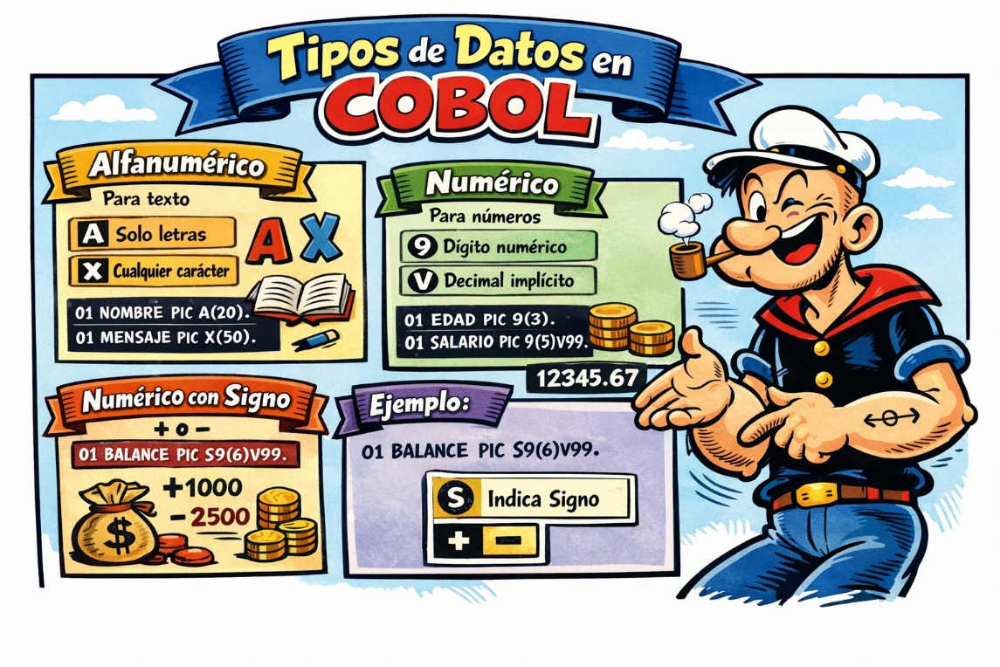 Tipos de Datos en
COBOL
Alfanumérico
Para texto
A Solo letras
X Cualquier carácter
A X
01 NOMBRE PIC A(20).
01 MENSAJE PIC X(50).
Numérico
Para números
9 Dígito numérico
V Decimal implícito
01 EDAD PIC 9(3).
01 SALARIO PIC 9(5)V99.
12345.67
Numérico con Signo
+ o -
01 BALANCE PIC S9(6)V99.
+1000
-2500
$
Ejemplo:
01 BALANCE PIC S9(6)V99.
S Indica Signo
+ -